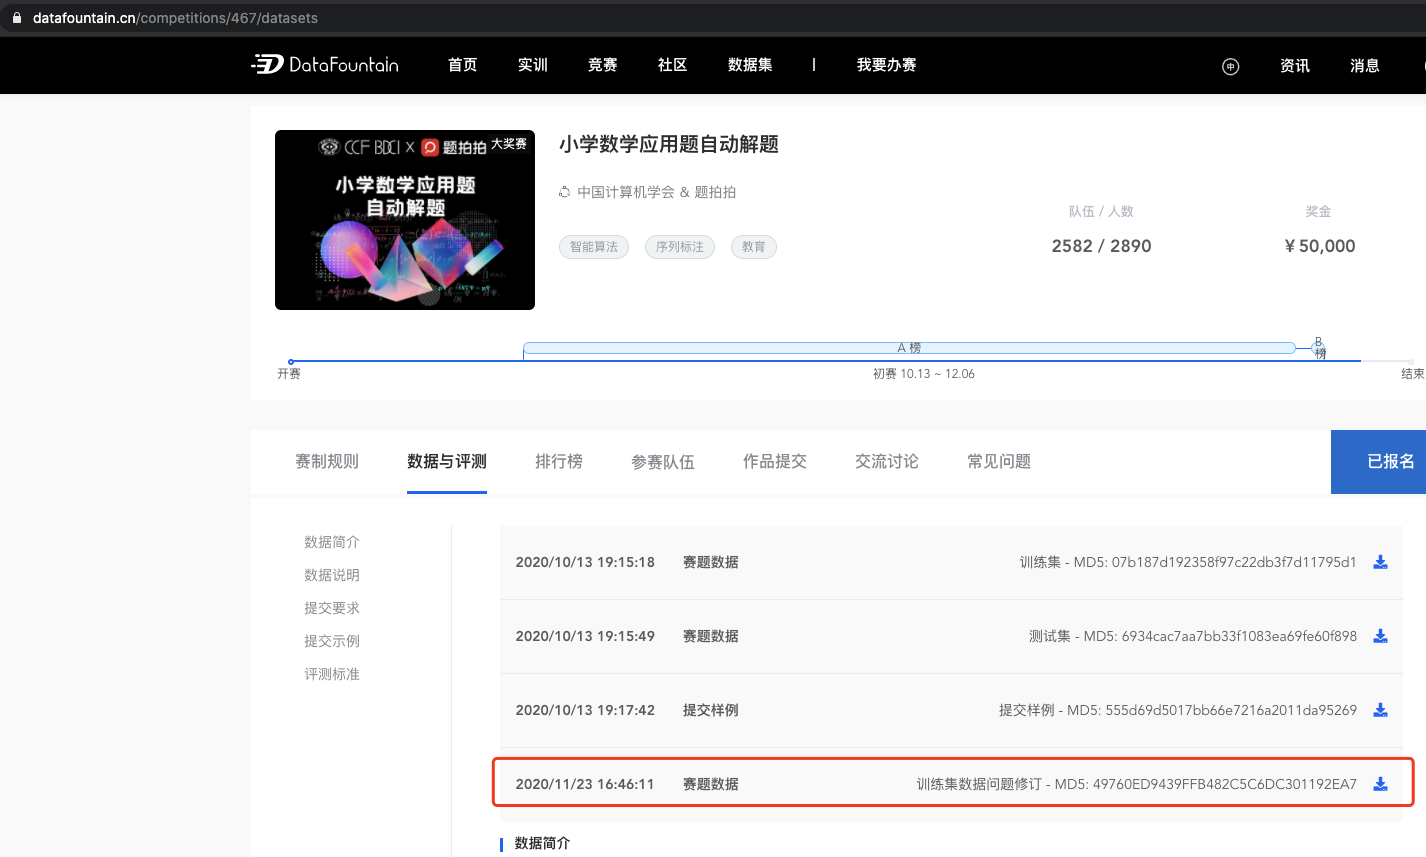 datafountain.cn/competitions/467/datasets
DataFountain 首页 实训 竞赛 社区 数据集 | 我要办赛 中 资讯 消息
CCF BDCI X 题拍拍 大奖赛
小学数学应用题
自动解题
小学数学应用题自动解题
中国计算机学会 & 题拍拍
智能算法 序列标注 教育
队伍 / 人数 奖金
2582 / 2890 ¥ 50,000
A 榜 B 榜
开赛 初赛 10.13 ~ 12.06 结束
赛制规则 数据与评测 排行榜 参赛队伍 作品提交 交流讨论 常见问题 已报名
数据简介
数据说明
提交要求
提交示例
评测标准
2020/10/13 19:15:18 赛题数据 训练集 - MD5: 07b187d192358f97c22db3f7d11795d1
2020/10/13 19:15:49 赛题数据 测试集 - MD5: 6934cac7aa7bb33f1083ea69fe60f898
2020/10/13 19:17:42 提交样例 提交样例 - MD5: 555d69d5017bb66e7216a2011da95269
2020/11/23 16:46:11 赛题数据 训练集数据问题修订 - MD5: 49760ED9439FFB482C5C6DC301192EA7
数据简介